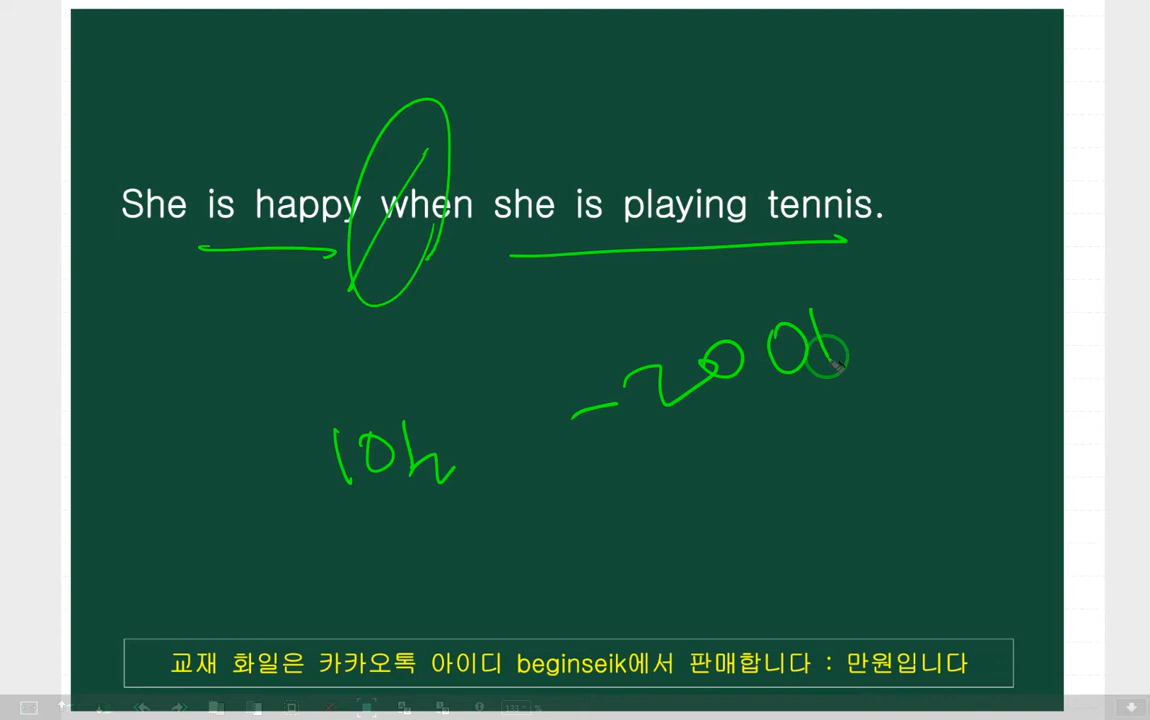 She is happy when she is playing tennis.
10h
교재 화일은 카카오톡 아이디 beginseik에서 판매합니다 : 만원입니다
133 %